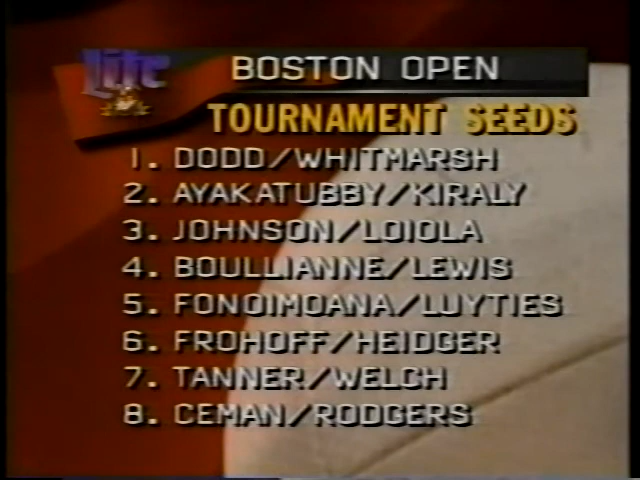 Lite
BOSTON OPEN
TOURNAMENT SEEDS
1. DODD/WHITMARSH
2. AYAKATUBBY/KIRALY
3. JOHNSON/LOIOLA
4. BOULLIANNE/LEWIS
5. FONOIMOANA/LUYTIES
6. FROHOFF/HEIDGER
7. TANNER/WELCH
8. CEMAN/RODGERS